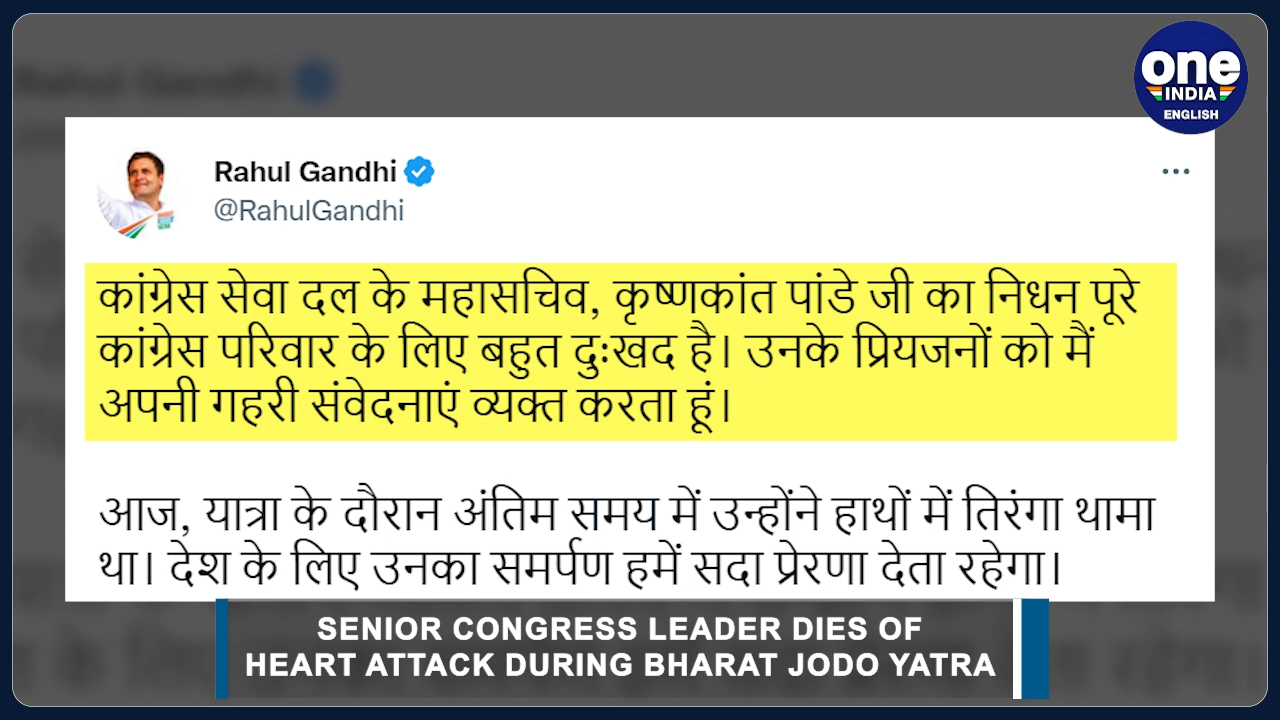 one
INDIA
ENGLISH
Rahul Gandhi
@RahulGandhi
कांग्रेस सेवा दल के महासचिव, कृष्णकांत पांडे जी का निधन पूरे
कांग्रेस परिवार के लिए बहुत दुःखद है। उनके प्रियजनों को मैं
अपनी गहरी संवेदनाएं व्यक्त करता हूं।
आज, यात्रा के दौरान अंतिम समय में उन्होंने हाथों में तिरंगा थामा
था। देश के लिए उनका समर्पण हमें सदा प्रेरणा देता रहेगा।
SENIOR CONGRESS LEADER DIES OF
HEART ATTACK DURING BHARAT JODO YATRA